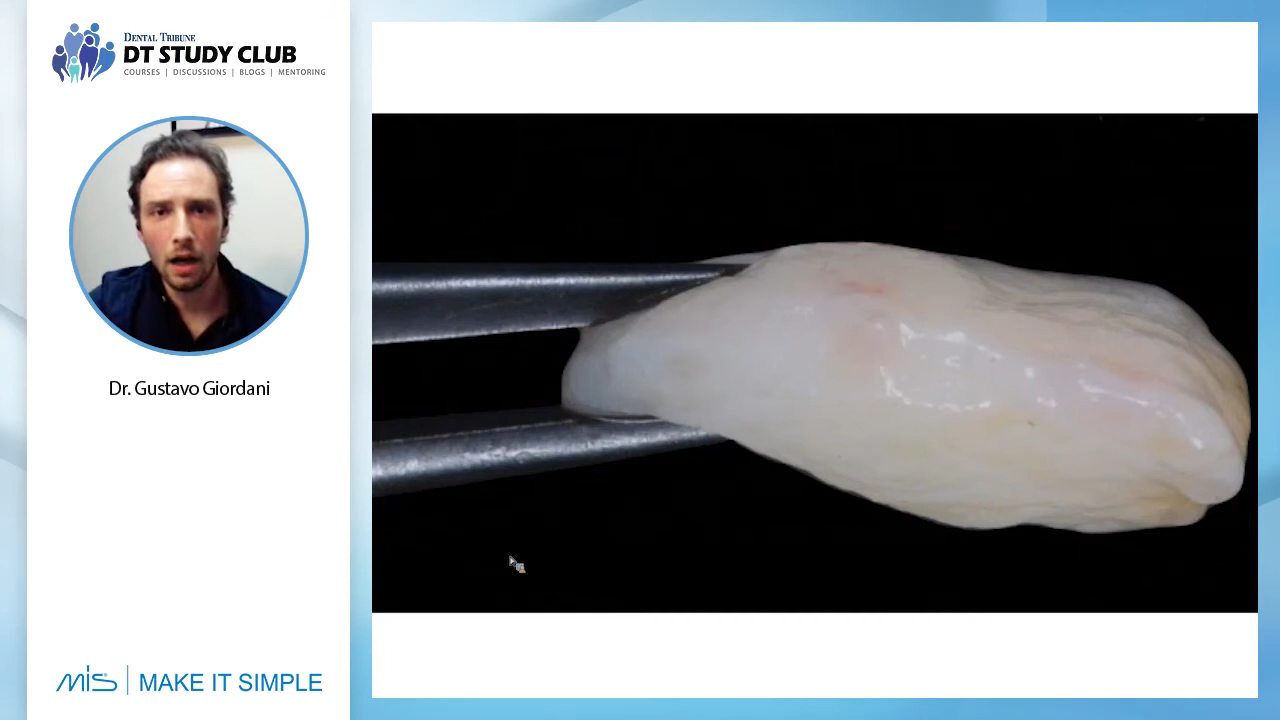 DENTAL TRIBUNE
DT STUDY CLUB
COURSES | DISCUSSIONS | BLOGS | MENTORING
Dr. Gustavo Giordani
MIS | MAKE IT SIMPLE